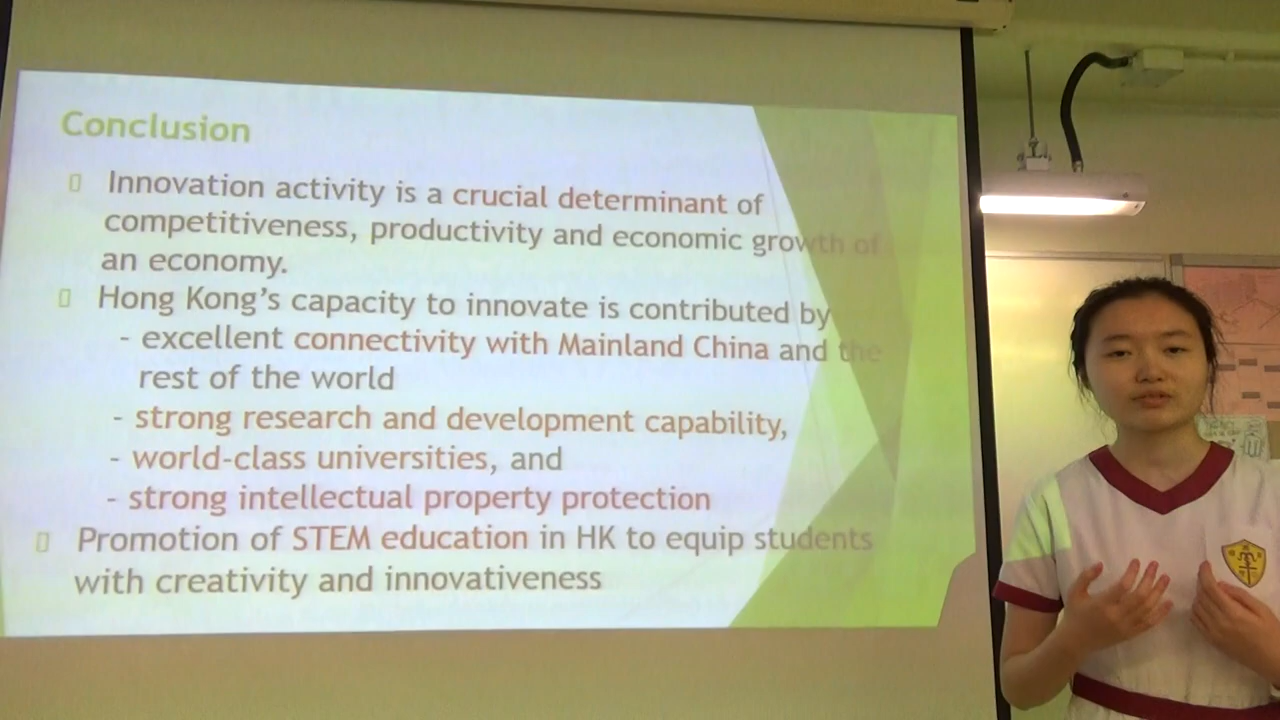 Conclusion
Innovation activity is a crucial determinant of
competitiveness, productivity and economic growth of
an economy.
Hong Kong's capacity to innovate is contributed by
- excellent connectivity with Mainland China and the
rest of the world
- strong research and development capability,
- world-class universities, and
- strong intellectual property protection
Promotion of STEM education in HK to equip students
with creativity and innovativeness